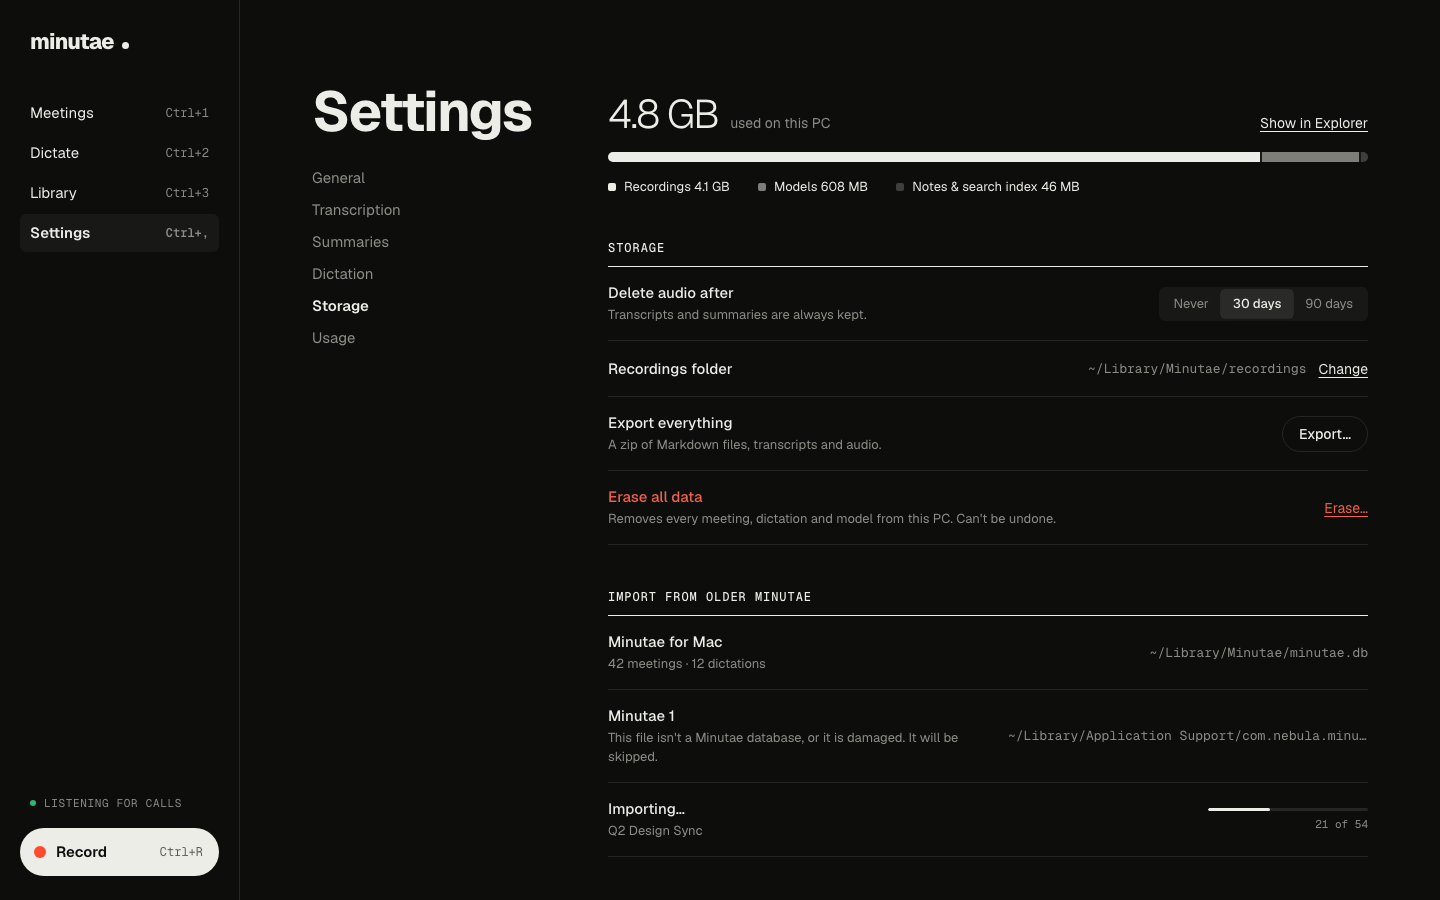 minutae
Meetings Ctrl+1
Dictate Ctrl+2
Library Ctrl+3
Settings Ctrl+,
LISTENING FOR CALLS
Record Ctrl+R
Settings
General
Transcription
Summaries
Dictation
Storage
Usage
4.8 GB used on this PC Show in Explorer
Recordings 4.1 GB Models 608 MB Notes & search index 46 MB
STORAGE
Delete audio after
Transcripts and summaries are always kept.
Never 30 days 90 days
Recordings folder ~/Library/Minutae/recordings Change
Export everything
A zip of Markdown files, transcripts and audio.
Export…
Erase all data
Removes every meeting, dictation and model from this PC. Can't be undone.
Erase…
IMPORT FROM OLDER MINUTAE
Minutae for Mac
42 meetings · 12 dictations
~/Library/Minutae/minutae.db
Minutae 1
This file isn't a Minutae database, or it is damaged. It will be
skipped.
~/Library/Application Support/com.nebula.minu…
Importing…
Q2 Design Sync
21 of 54